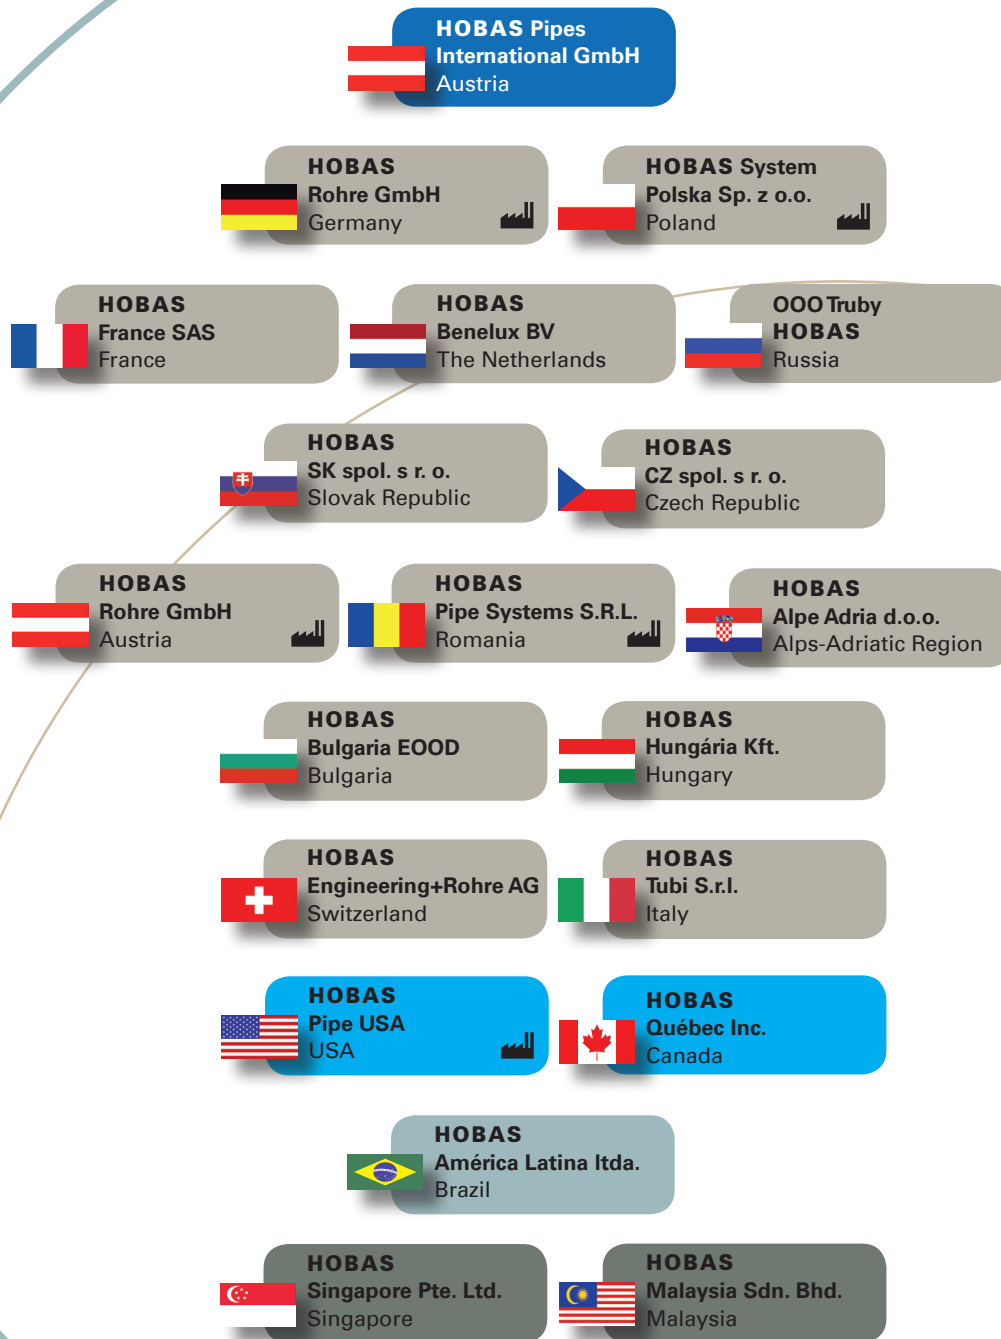 HOBAS Pipes
International GmbH
Austria
HOBAS
Rohre GmbH
Germany
HOBAS System
Polska Sp. z o.o.
Poland
HOBAS
France SAS
France
HOBAS
Benelux BV
The Netherlands
OOO Truby
HOBAS
Russia
HOBAS
SK spol. s r. o.
Slovak Republic
HOBAS
CZ spol. s r. o.
Czech Republic
HOBAS
Rohre GmbH
Austria
HOBAS
Pipe Systems S.R.L.
Romania
HOBAS
Alpe Adria d.o.o.
Alps-Adriatic Region
HOBAS
Bulgaria EOOD
Bulgaria
HOBAS
Hungária Kft.
Hungary
HOBAS
Engineering+Rohre AG
Switzerland
HOBAS
Tubi S.r.l.
Italy
HOBAS
Pipe USA
USA
HOBAS
Québec Inc.
Canada
HOBAS
América Latina ltda.
Brazil
HOBAS
Singapore Pte. Ltd.
Singapore
HOBAS
Malaysia Sdn. Bhd.
Malaysia